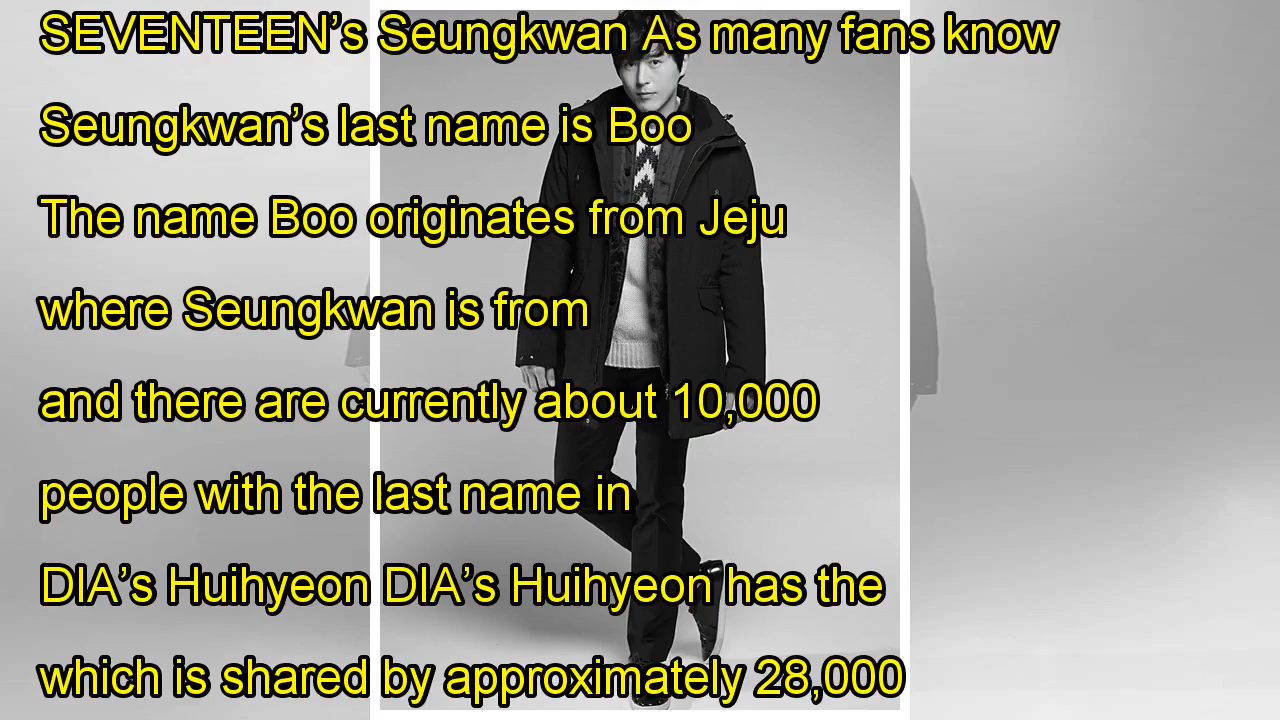 SEVENTEEN’s Seungkwan As many fans know
Seungkwan’s last name is Boo
The name Boo originates from Jeju
where Seungkwan is from
and there are currently about 10,000
people with the last name in
DIA’s Huihyeon DIA’s Huihyeon has the
which is shared by approximately 28,000